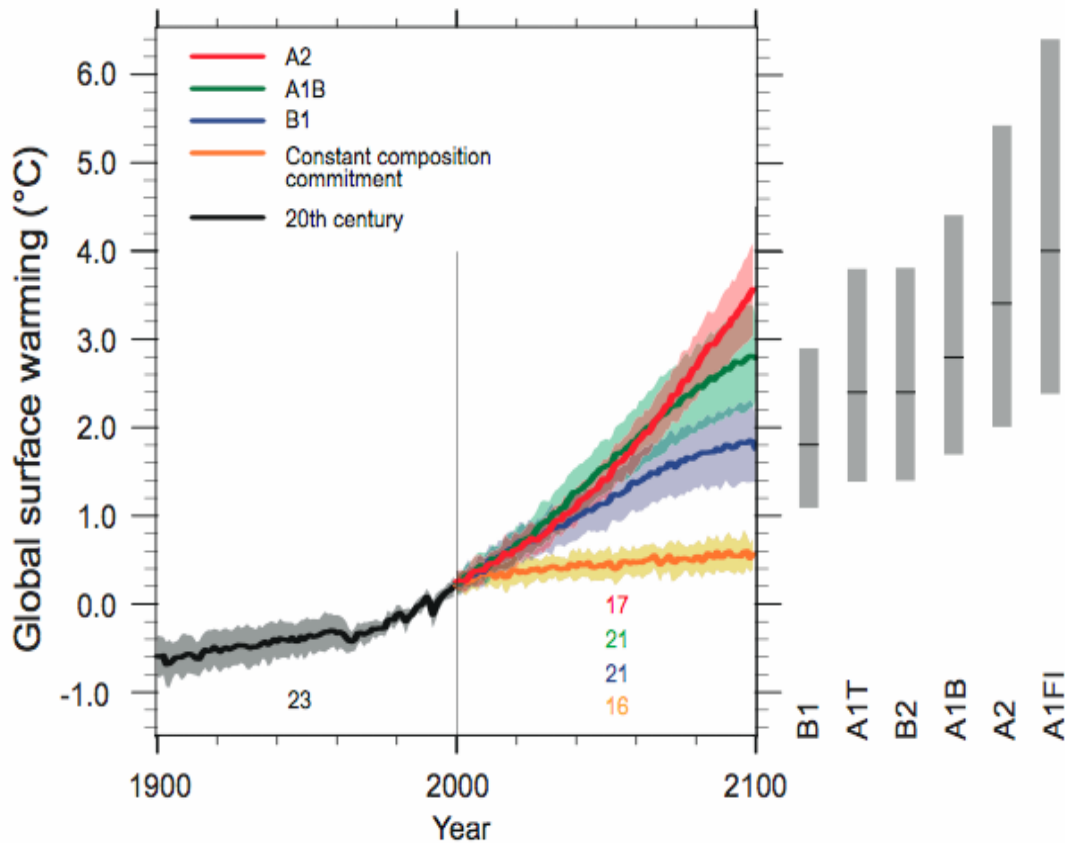 A2
A1B
B1
Constant composition
commitment
20th century
Global surface warming (°C)
6.0
5.0
4.0
3.0
2.0
1.0
0.0
-1.0
23
17
21
21
16
1900
2000
2100
Year
B1
A1T
B2
A1B
A2
A1FI